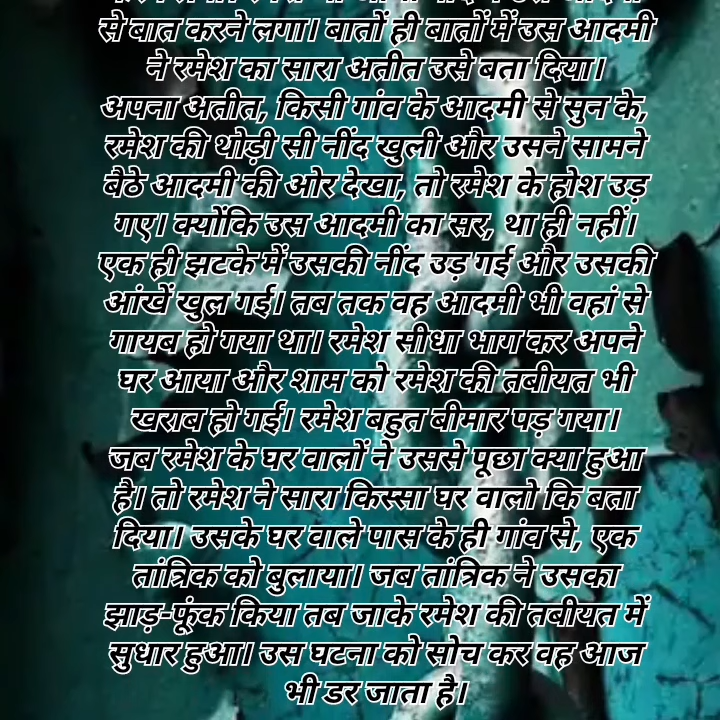 से बात करने लगा। बातों ही बातों में उस आदमी
ने रमेश का सारा अतीत उसे बता दिया।
अपना अतीत, किसी गांव के आदमी से सुन के,
रमेश की थोड़ी सी नींद खुली और उसने सामने
बैठे आदमी की ओर देखा, तो रमेश के होश उड़
गए। क्योंकि उस आदमी का सर, था ही नहीं।
एक ही झटके में उसकी नींद उड़ गई और उसकी
आंखें खुल गई। तब तक वह आदमी भी वहां से
गायब हो गया था। रमेश सीधा भाग कर अपने
घर आया और शाम को रमेश की तबीयत भी
खराब हो गई। रमेश बहुत बीमार पड़ गया।
जब रमेश के घर वालों ने उससे पूछा क्या हुआ
है। तो रमेश ने सारा किस्सा घर वालो कि बता
दिया। उसके घर वाले पास के ही गांव से, एक
तांत्रिक को बुलाया। जब तांत्रिक ने उसका
झाड़-फूंक किया तब जाके रमेश की तबीयत में
सुधार हुआ। उस घटना को सोच कर वह आज
भी डर जाता है।